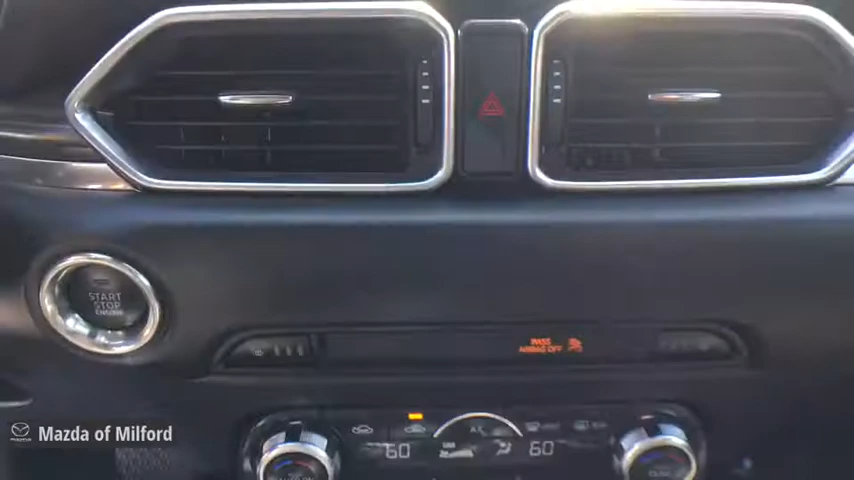 START
STOP
ENGINE
PASS
AIRBAG OFF
A/C
60
60
Mazda of Milford